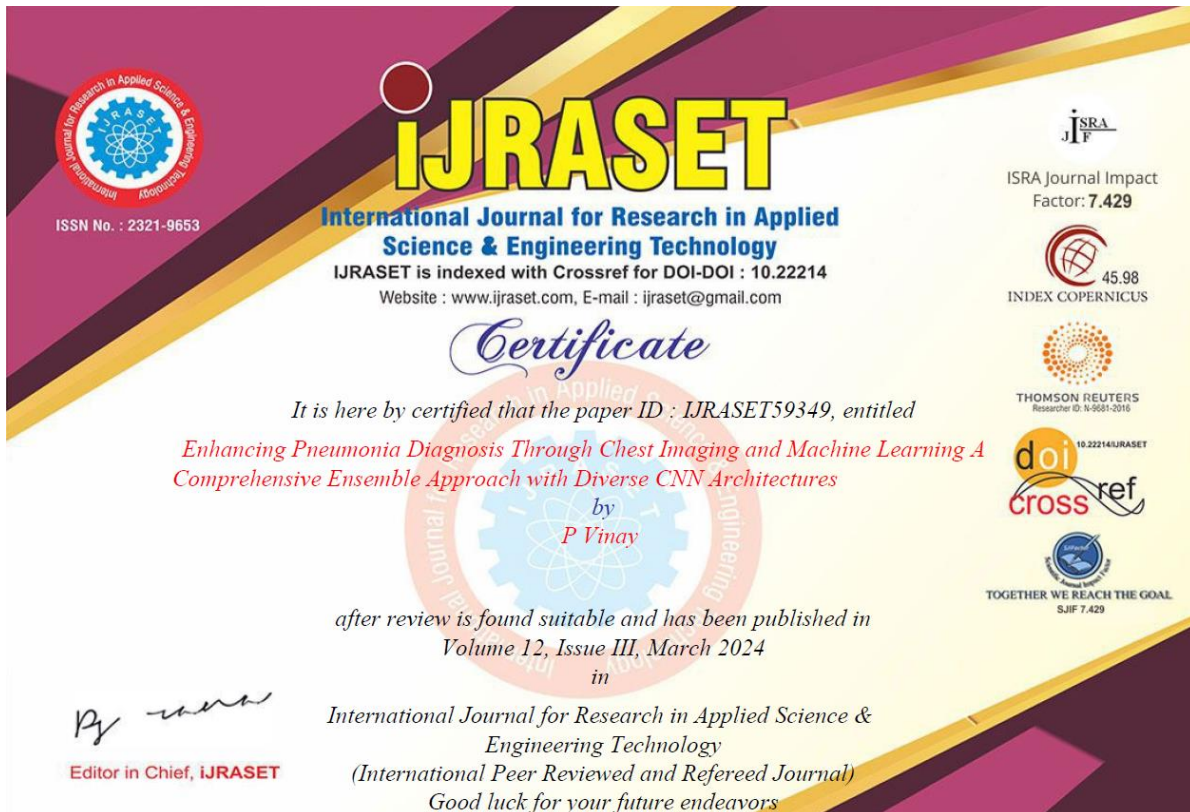 International Journal for Research in Applied Science & Engineering Technology
IJRASET
ISSN No. : 2321-9653
iJRASET
International Journal for Research in Applied
Science & Engineering Technology
IJRASET is indexed with Crossref for DOI-DOI : 10.22214
Website : www.ijraset.com, E-mail : ijraset@gmail.com
Certificate
It is here by certified that the paper ID : IJRASET59349, entitled
Enhancing Pneumonia Diagnosis Through Chest Imaging and Machine Learning A
Comprehensive Ensemble Approach with Diverse CNN Architectures
by
P Vinay
after review is found suitable and has been published in
Volume 12, Issue III, March 2024
in
International Journal for Research in Applied Science &
Engineering Technology
(International Peer Reviewed and Refereed Journal)
Good luck for your future endeavors
Editor in Chief, iJRASET
ISRA
JIF
ISRA Journal Impact
Factor: 7.429
45.98
INDEX COPERNICUS
THOMSON REUTERS
Researcher ID: N-9681-2016
doi
10.22214/IJRASET
cross ref
Scientific Journal Impact Factor
TOGETHER WE REACH THE GOAL
SJIF 7.429